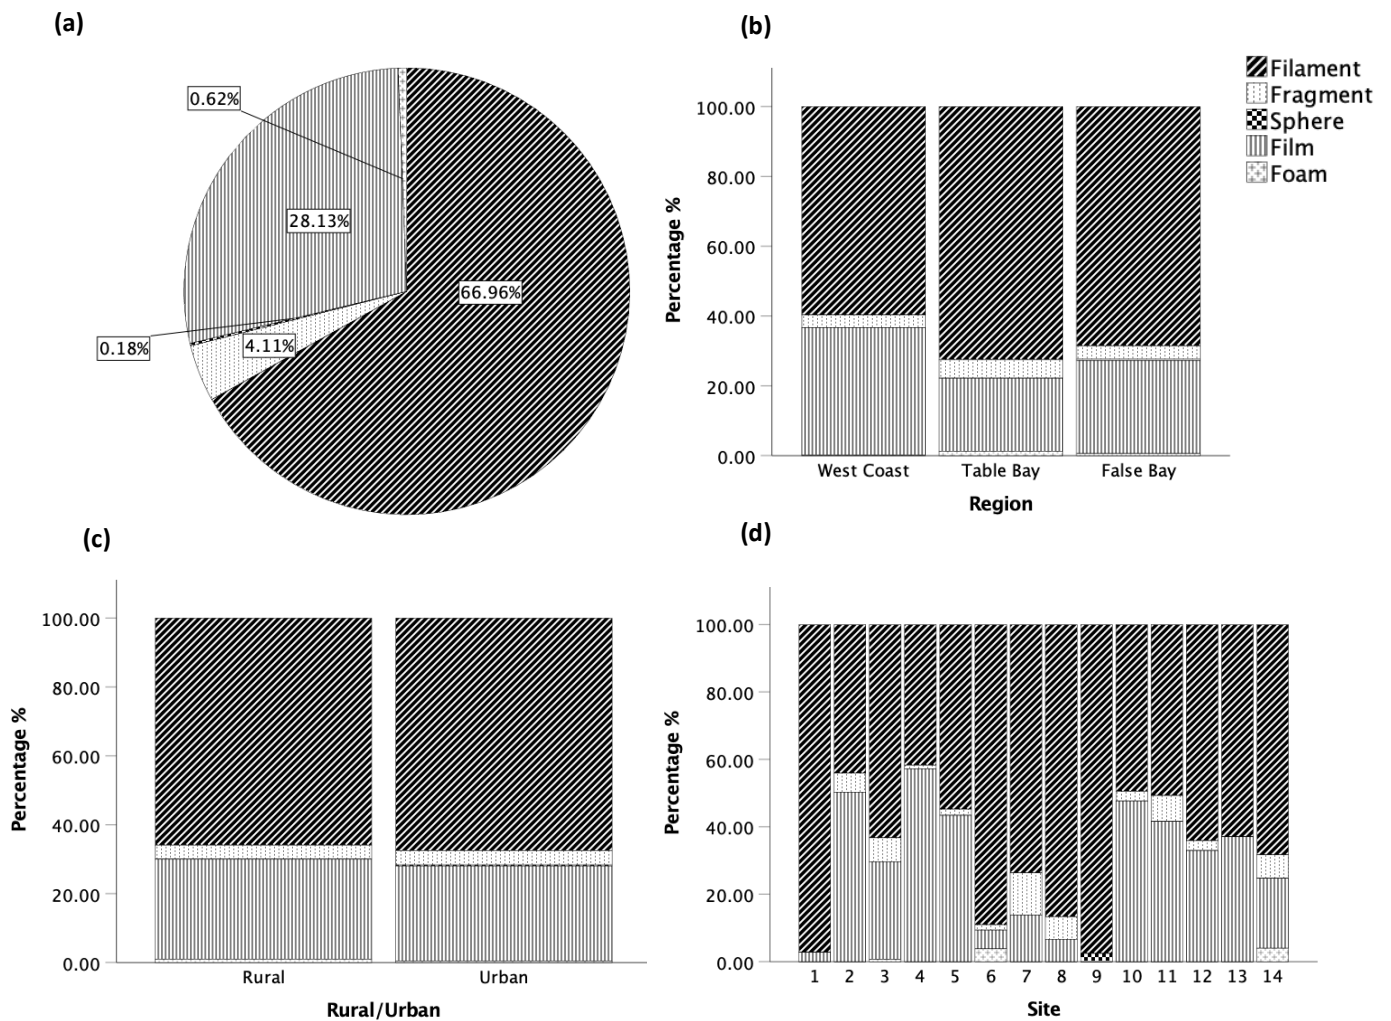 (a)
0.62%
28.13%
66.96%
0.18%
4.11%
(b)
Filament
Fragment
Sphere
Film
Foam
100.00
80.00
60.00
40.00
20.00
0.00
Percentage %
West Coast Table Bay False Bay
Region
(c)
100.00
80.00
60.00
40.00
20.00
0.00
Percentage %
Rural Urban
Rural/Urban
(d)
100.00
80.00
60.00
40.00
20.00
0.00
Percentage %
1 2 3 4 5 6 7 8 9 10 11 12 13 14
Site